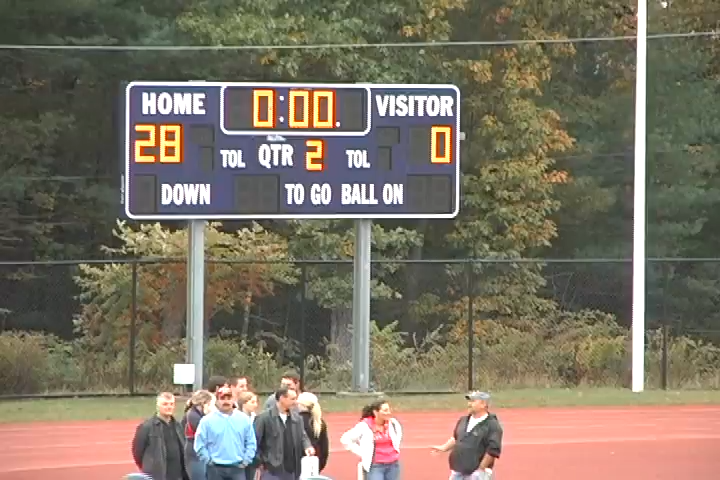 HOME 0:00. VISITOR
28 TOL QTR 2 TOL 0
DOWN TO GO BALL ON